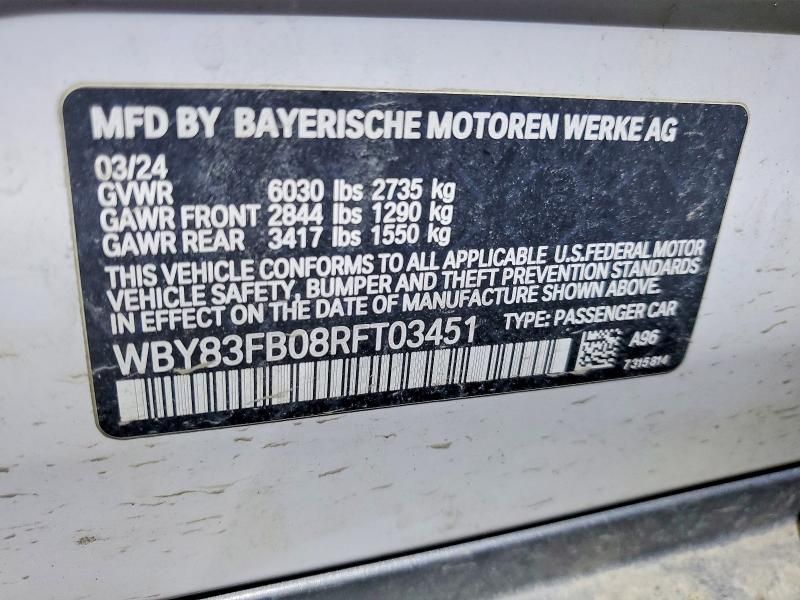 MFD BY BAYERISCHE MOTOREN WERKE AG
03/24
GVWR 6030 lbs 2735 kg
GAWR FRONT 2844 lbs 1290 kg
GAWR REAR 3417 lbs 1550 kg
THIS VEHICLE CONFORMS TO ALL APPLICABLE U.S.FEDERAL MOTOR
VEHICLE SAFETY, BUMPER AND THEFT PREVENTION STANDARDS
IN EFFECT ON THE DATE OF MANUFACTURE SHOWN ABOVE.
WBY83FB08RFT03451 TYPE: PASSENGER CAR
A96
7315814